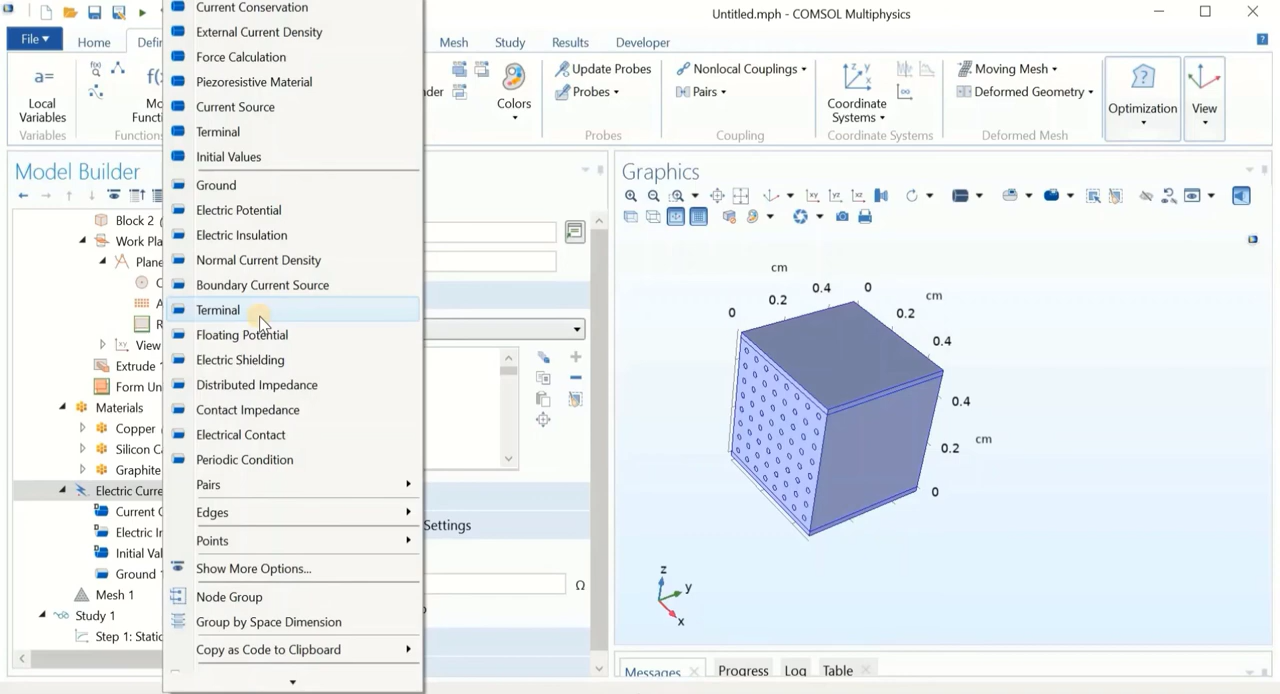 Untitled.mph - COMSOL Multiphysics
File
Home
Mesh
Study
Results
Developer
a=
Local
Variables
Variables
Functi
Update Probes
Probes
Probes
Colors
Nonlocal Couplings
Pairs
Coupling
Coordinate
Systems
Coordinate Systems
Moving Mesh
Deformed Geometry
Deformed Mesh
Optimization
View
Model Builder
Block 2
Work Pla
Plane
View
Extrude
Form Un
Materials
Copper
Silicon C
Graphite
Electric Curre
Current C
Electric In
Initial Val
Ground
Mesh 1
Study 1
Step 1: Static
Current Conservation
External Current Density
Force Calculation
Piezoresistive Material
Current Source
Terminal
Initial Values
Ground
Electric Potential
Electric Insulation
Normal Current Density
Boundary Current Source
Terminal
Floating Potential
Electric Shielding
Distributed Impedance
Contact Impedance
Electrical Contact
Periodic Condition
Pairs
Edges
Points
Show More Options...
Node Group
Group by Space Dimension
Copy as Code to Clipboard
Settings
Ω
Graphics
cm
0.4
0
cm
0.2
0
0.2
0.4
0.4
cm
0.2
0
z
y
x
Messages
Progress
Log
Table